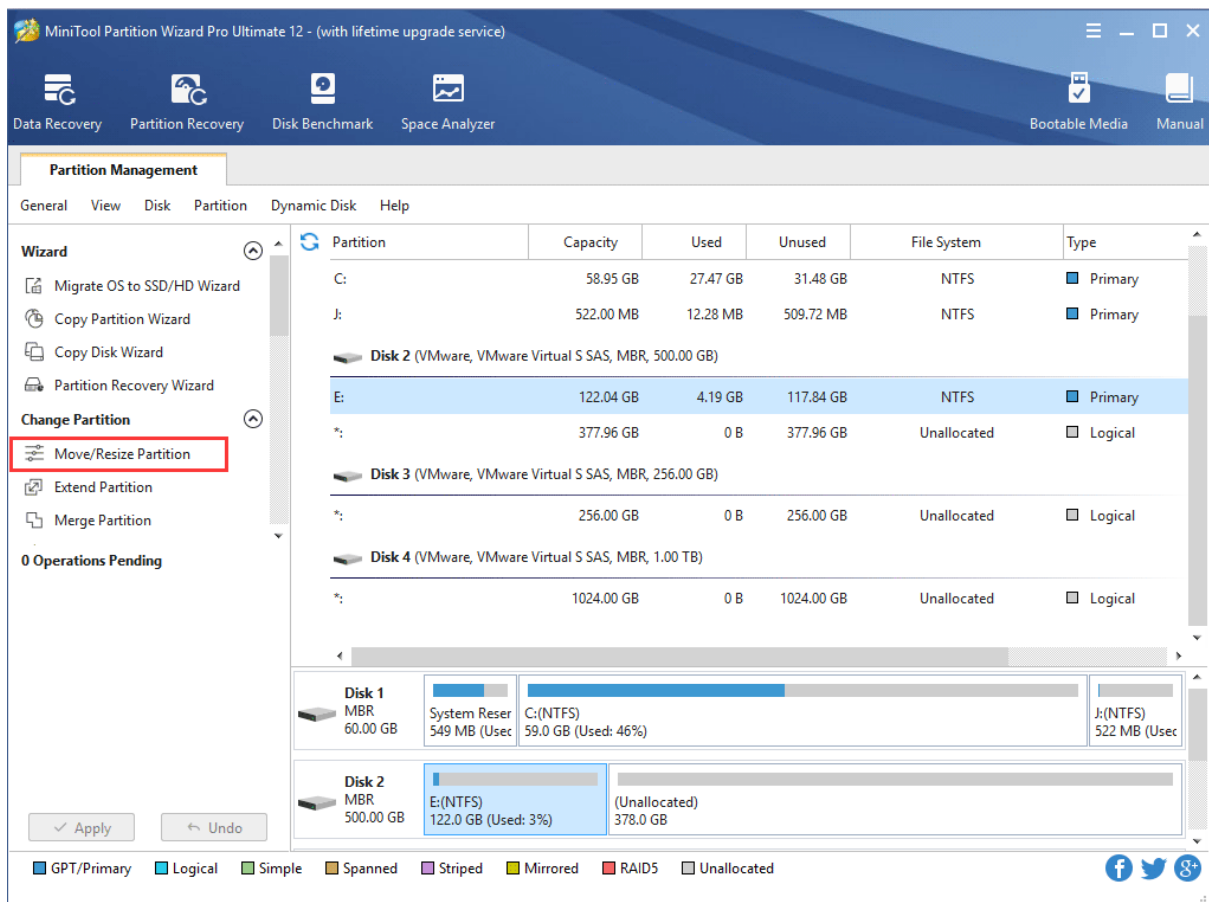 MiniTool Partition Wizard Pro Ultimate 12 - (with lifetime upgrade service)
Data Recovery Partition Recovery Disk Benchmark Space Analyzer Bootable Media Manual
Partition Management
General View Disk Partition Dynamic Disk Help
Wizard
Migrate OS to SSD/HD Wizard
Copy Partition Wizard
Copy Disk Wizard
Partition Recovery Wizard
Change Partition
Move/Resize Partition
Extend Partition
Merge Partition
0 Operations Pending
Apply Undo
Partition Capacity Used Unused File System Type
C: 58.95 GB 27.47 GB 31.48 GB NTFS Primary
J: 522.00 MB 12.28 MB 509.72 MB NTFS Primary
Disk 2 (VMware, VMware Virtual S SAS, MBR, 500.00 GB)
E: 122.04 GB 4.19 GB 117.84 GB NTFS Primary
*: 377.96 GB 0 B 377.96 GB Unallocated Logical
Disk 3 (VMware, VMware Virtual S SAS, MBR, 256.00 GB)
*: 256.00 GB 0 B 256.00 GB Unallocated Logical
Disk 4 (VMware, VMware Virtual S SAS, MBR, 1.00 TB)
*: 1024.00 GB 0 B 1024.00 GB Unallocated Logical
Disk 1
MBR
60.00 GB
System Reser
549 MB (Usec
C:(NTFS)
59.0 GB (Used: 46%)
J:(NTFS)
522 MB (Usec
Disk 2
MBR
500.00 GB
E:(NTFS)
122.0 GB (Used: 3%)
(Unallocated)
378.0 GB
GPT/Primary Logical Simple Spanned Striped Mirrored RAID5 Unallocated